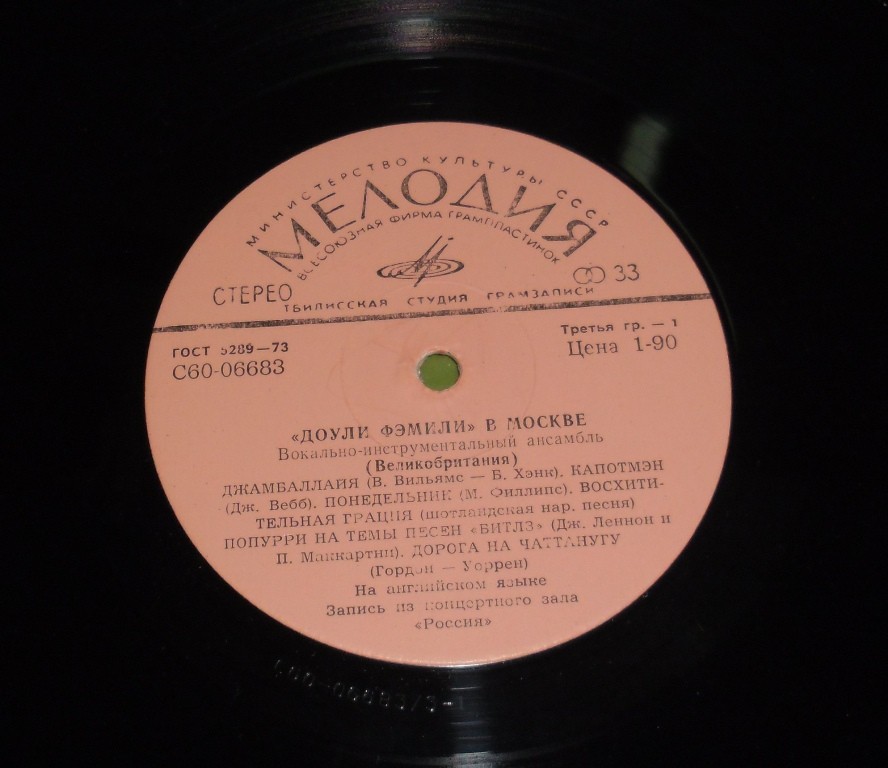 МИНИСТЕРСТВО КУЛЬТУРЫ СССР
МЕЛОДИЯ
ВСЕСОЮЗНАЯ ФИРМА ГРАМПЛАСТИНОК
СТЕРЕО
33
ТБИЛИССКАЯ СТУДИЯ ГРАМЗАПИСИ
ГОСТ 5289—73
Третья гр. — 1
С60-06683
Цена 1-90
«ДОУЛИ ФЭМИЛИ» В МОСКВЕ
Вокально-инструментальный ансамбль
(Великобритания)
ДЖАМБАЛЛАИЯ (В. Вильямс — Б. Хэнк). КАПОТМЭН
(Дж. Вебб). ПОНЕДЕЛЬНИК (М. Филлипс). ВОСХИТИ-
ТЕЛЬНАЯ ГРАЦИЯ (шотландская нар. песня)
ПОПУРРИ НА ТЕМЫ ПЕСЕН «БИТЛЗ» (Дж. Леннон и
П. Маккартни). ДОРОГА НА ЧАТТАНУГУ
(Гордон — Уоррен)
На английском языке
Запись из концертного зала
«Россия»